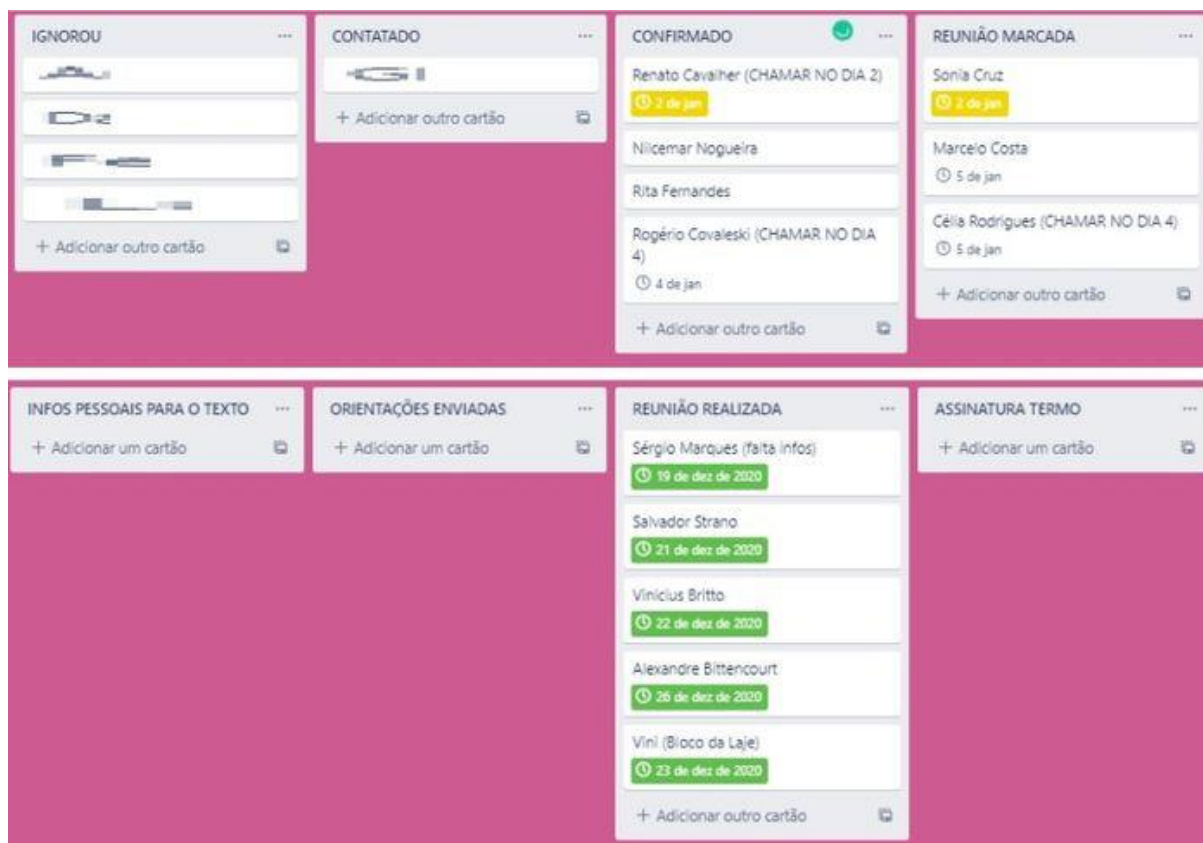 IGNOROU
+ Adicionar outro cartão
CONTATADO
+ Adicionar outro cartão
CONFIRMADO
Renato Cavalher (CHAMAR NO DIA 2)
2 de jan
Nilcemar Nogueira
Rita Fernandes
Rogério Covaleski (CHAMAR NO DIA
4)
4 de jan
+ Adicionar outro cartão
REUNIÃO MARCADA
Sonia Cruz
2 de jan
Marcelo Costa
5 de jan
Célia Rodrigues (CHAMAR NO DIA 4)
5 de jan
+ Adicionar outro cartão
INFOS PESSOAIS PARA O TEXTO
+ Adicionar um cartão
ORIENTAÇÕES ENVIADAS
+ Adicionar um cartão
REUNIÃO REALIZADA
Sérgio Marques (falta infos)
19 de dez de 2020
Salvador Strano
21 de dez de 2020
Vinicius Britto
22 de dez de 2020
Alexandre Bittencourt
26 de dez de 2020
Vini (Bloco da Laje)
23 de dez de 2020
+ Adicionar outro cartão
ASSINATURA TERMO
+ Adicionar um cartão